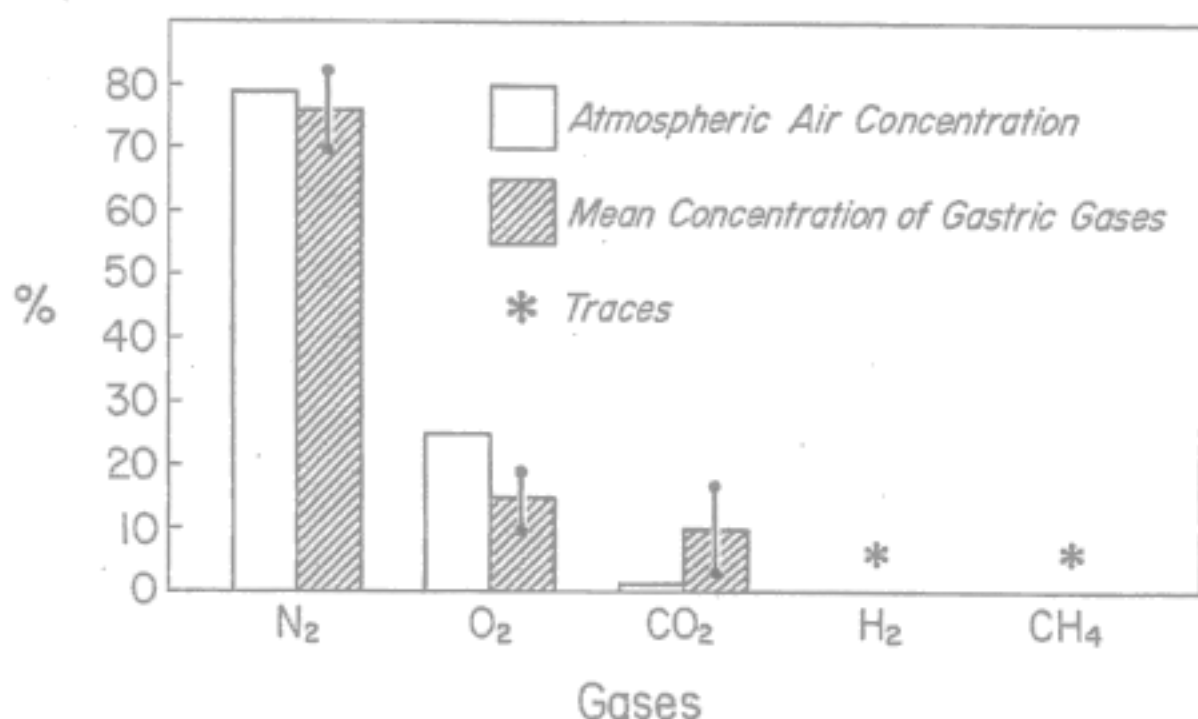 80
Atmospheric Air Concentration
70
60
Mean Concentration of Gastric Gases
50
%
* Traces
40
30
20
10
* *
0
N₂ O₂ CO₂ H₂ CH₄
Gases